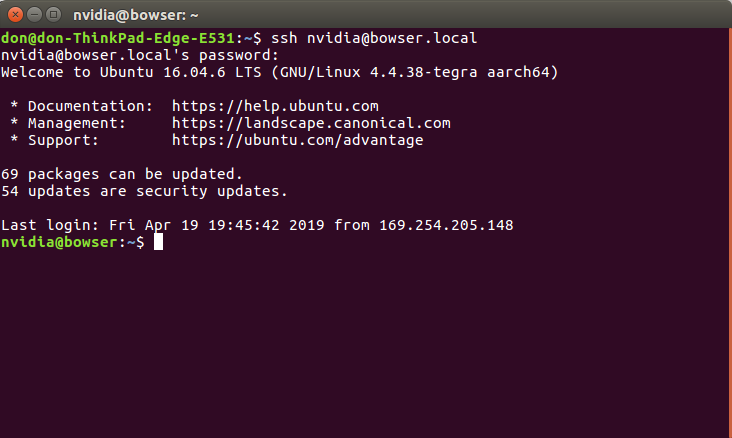 nvidia@bowser: ~
don@don-ThinkPad-Edge-E531:~$ ssh nvidia@bowser.local
nvidia@bowser.local's password:
Welcome to Ubuntu 16.04.6 LTS (GNU/Linux 4.4.38-tegra aarch64)
* Documentation:  https://help.ubuntu.com
* Management:     https://landscape.canonical.com
* Support:        https://ubuntu.com/advantage
69 packages can be updated.
54 updates are security updates.
Last login: Fri Apr 19 19:45:42 2019 from 169.254.205.148
nvidia@bowser:~$